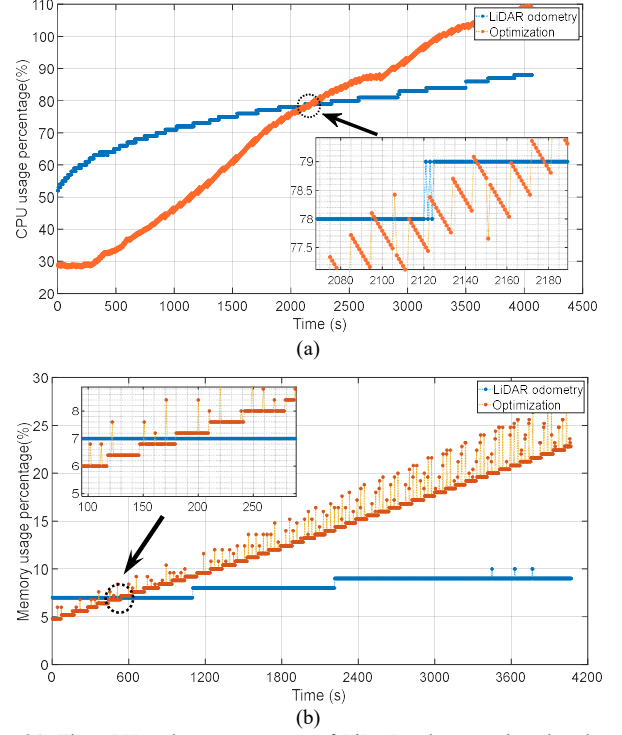 110
100
90
80
70
60
50
40
30
20
CPU usage percentage(%)
LiDAR odometry
Optimization
79
78.5
78
77.5
2080 2100 2120 2140 2160 2180
0 500 1000 1500 2000 2500 3000 3500 4000 4500
Time (s)
(a)
30
25
20
15
10
5
0
Memory usage percentage(%)
LiDAR odometry
Optimization
8
7
6
5
100 150 200 250
0 600 1200 1800 2400 3000 3600 4200
Time (s)
(b)